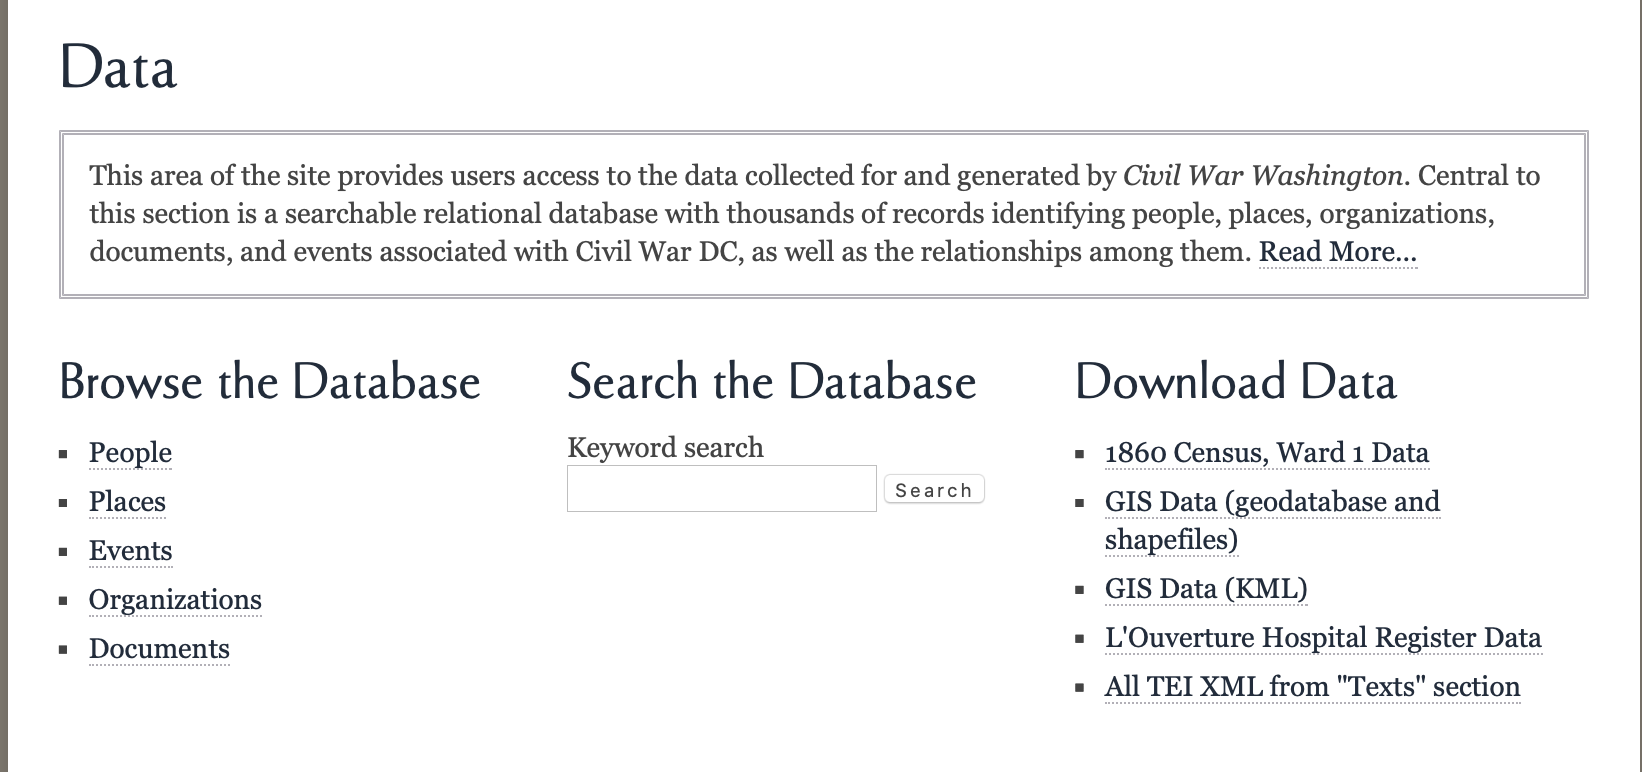 Data
This area of the site provides users access to the data collected for and generated by Civil War Washington. Central to
this section is a searchable relational database with thousands of records identifying people, places, organizations,
documents, and events associated with Civil War DC, as well as the relationships among them. Read More...
Browse the Database
People
Places
Events
Organizations
Documents
Search the Database
Keyword search
Search
Download Data
1860 Census, Ward 1 Data
GIS Data (geodatabase and
shapefiles)
GIS Data (KML)
L'Ouverture Hospital Register Data
All TEI XML from "Texts" section